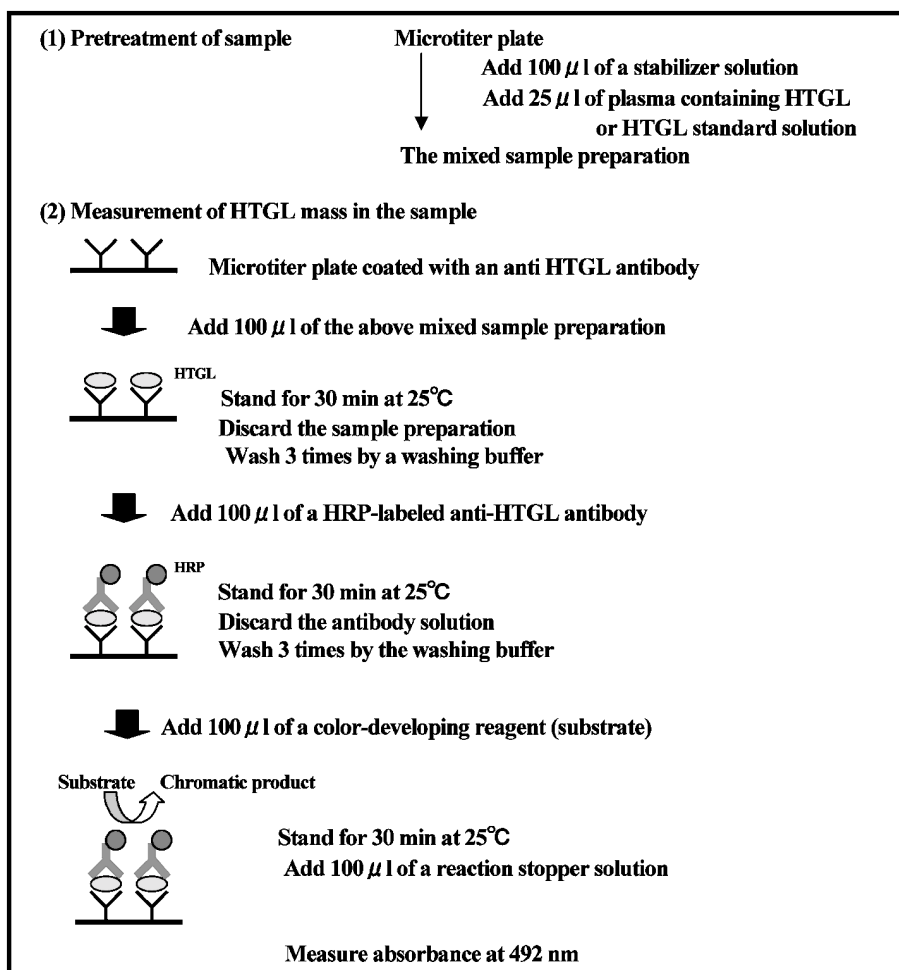 (1) Pretreatment of sample
Microtiter plate
Add 100 μl of a stabilizer solution
Add 25 μl of plasma containing HTGL
or HTGL standard solution
The mixed sample preparation
(2) Measurement of HTGL mass in the sample
Microtiter plate coated with an anti HTGL antibody
Add 100 μl of the above mixed sample preparation
HTGL
Stand for 30 min at 25℃
Discard the sample preparation
Wash 3 times by a washing buffer
Add 100 μl of a HRP-labeled anti-HTGL antibody
HRP
Stand for 30 min at 25℃
Discard the antibody solution
Wash 3 times by the washing buffer
Add 100 μl of a color-developing reagent (substrate)
Substrate Chromatic product
Stand for 30 min at 25℃
Add 100 μl of a reaction stopper solution
Measure absorbance at 492 nm